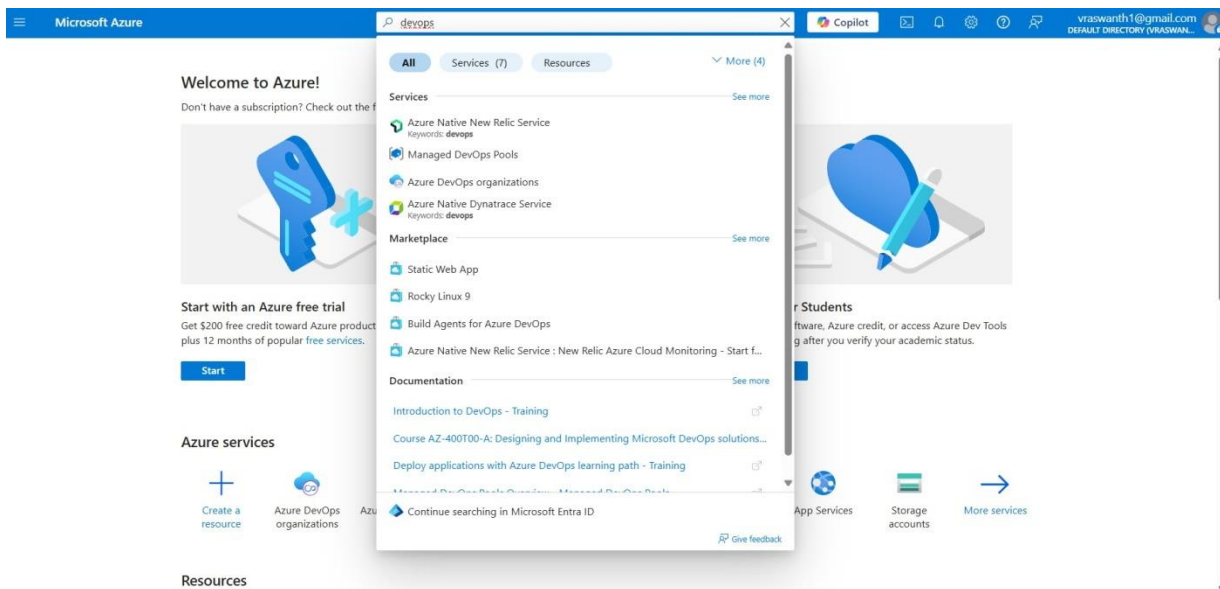 Microsoft Azure
devops
Copilot
vraswanth1@gmail.com
DEFAULT DIRECTORY (VRASWAN...
All
Services (7)
Resources
More (4)
Welcome to Azure!
Don't have a subscription? Check out the f
Services
See more
Azure Native New Relic Service
Keywords: devops
Managed DevOps Pools
Azure DevOps organizations
Azure Native Dynatrace Service
Keywords: devops
Marketplace
See more
Static Web App
Rocky Linux 9
Build Agents for Azure DevOps
Azure Native New Relic Service : New Relic Azure Cloud Monitoring - Start f...
Documentation
See more
Introduction to DevOps - Training
Course AZ-400T00-A: Designing and Implementing Microsoft DevOps solutions...
Deploy applications with Azure DevOps learning path - Training
Managed DevOps Pools Overview - Managed DevOps Pools
Continue searching in Microsoft Entra ID
Give feedback
Start with an Azure free trial
Get $200 free credit toward Azure product
plus 12 months of popular free services.
Start
r Students
ftware, Azure credit, or access Azure Dev Tools
g after you verify your academic status.
Azure services
Create a
resource
Azure DevOps
organizations
Azu
App Services
Storage
accounts
More services
Resources